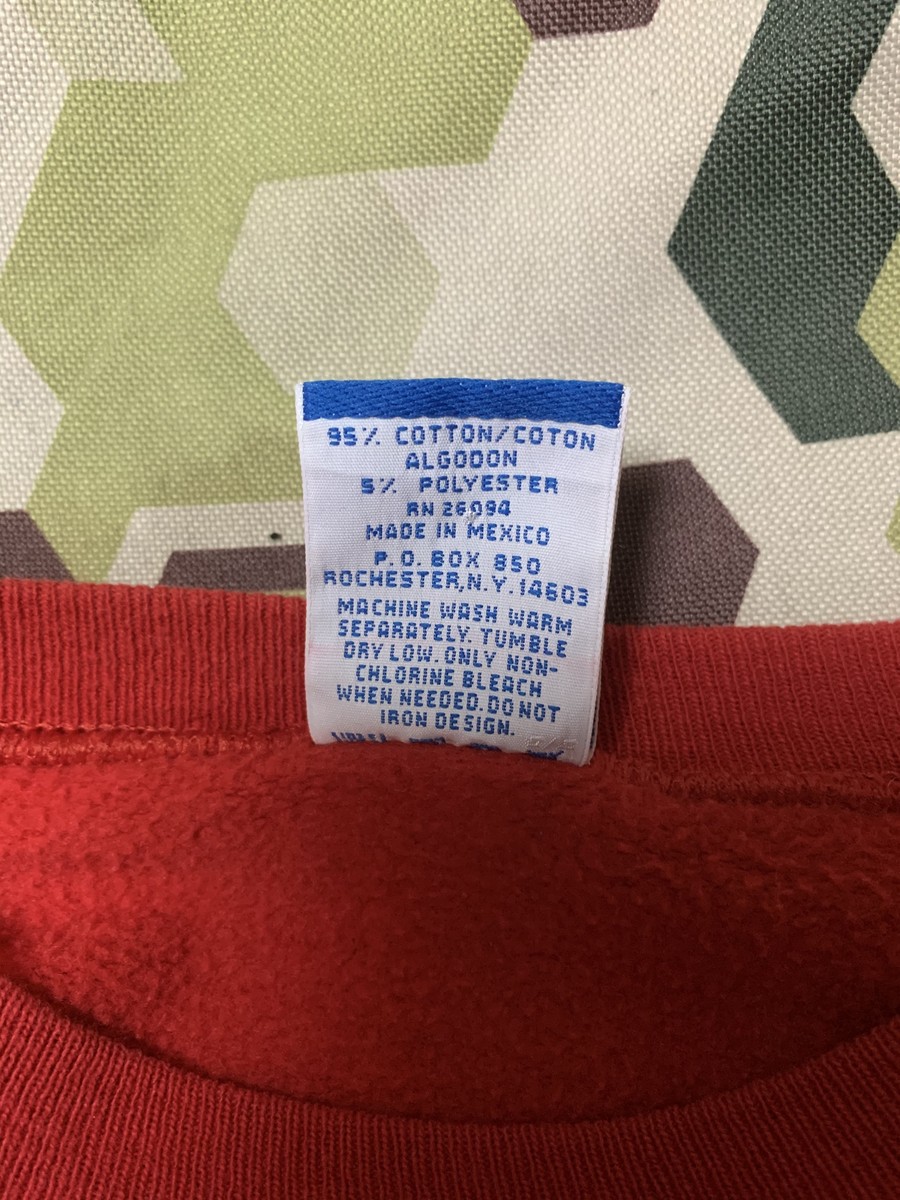 95% COTTON/COTON
ALGODON
5% POLYESTER
RN 26094
MADE IN MEXICO
P.O. BOX 850
ROCHESTER,N.Y.14603
MACHINE WASH WARM
SEPARATELY. TUMBLE
DRY LOW. ONLY NON-
CHLORINE BLEACH
WHEN NEEDED. DO NOT
IRON DESIGN.